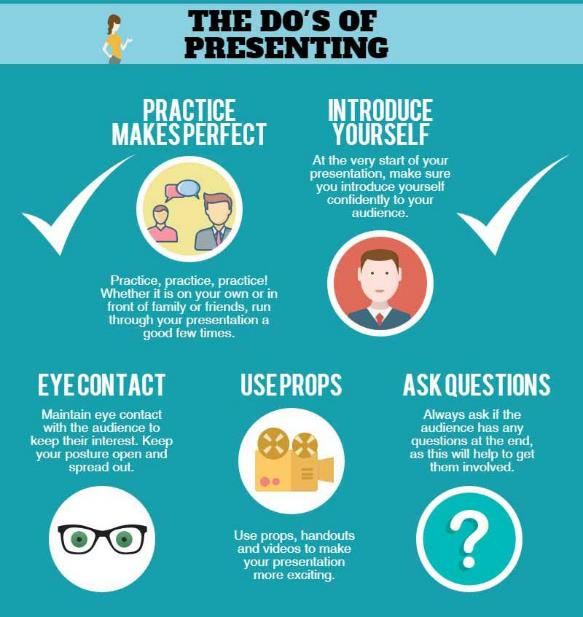 THE DO'S OF
PRESENTING
PRACTICE
MAKES PERFECT
Practice, practice, practice!
Whether it is on your own or in
front of family or friends, run
through your presentation a
good few times.
INTRODUCE
YOURSELF
At the very start of your
presentation, make sure
you introduce yourself
confidently to your
audience.
EYE CONTACT
Maintain eye contact
with the audience to
keep their interest. Keep
your posture open and
spread out.
USE PROPS
Use props, handouts
and videos to make
your presentation
more exciting.
ASK QUESTIONS
Always ask if the
audience has any
questions at the end,
as this will help to get
them involved.
?